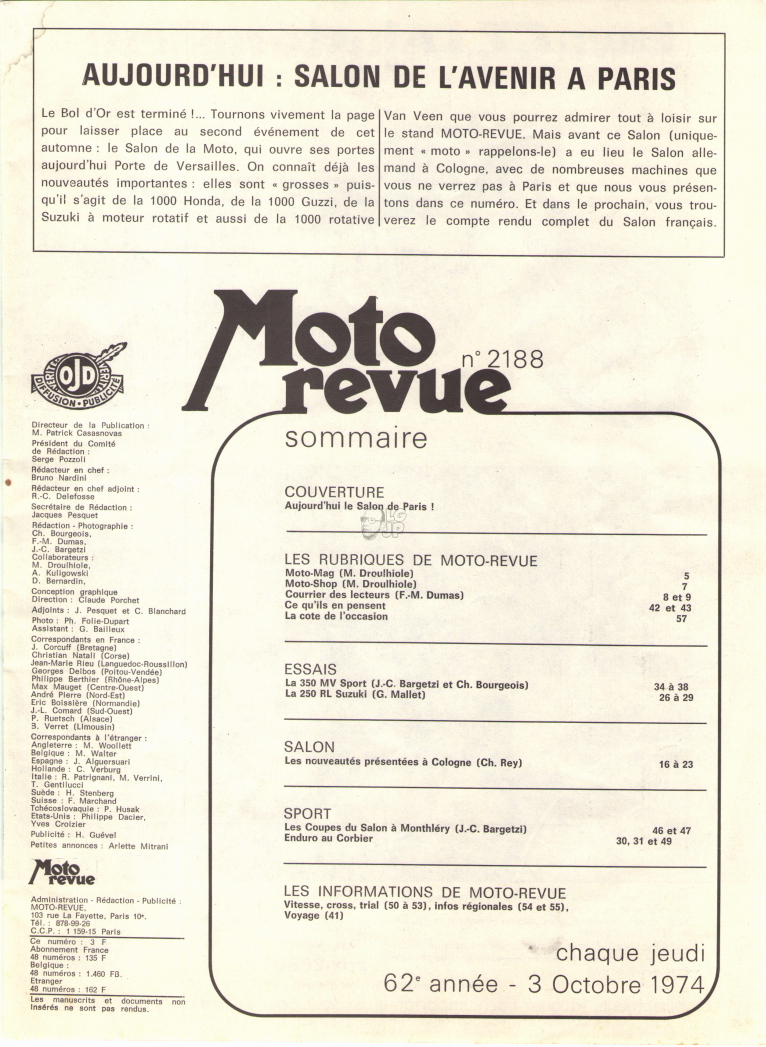 AUJOURD'HUI : SALON DE L'AVENIR A PARIS
Le Bol d'Or est terminé !... Tournons vivement la page
pour laisser place au second événement de cet
automne : le Salon de la Moto, qui ouvre ses portes
aujourd'hui Porte de Versailles. On connaît déjà les
nouveautés importantes : elles sont « grosses » puis-
qu'il s'agit de la 1000 Honda, de la 1000 Guzzi, de la
Suzuki à moteur rotatif et aussi de la 1000 rotative
Van Veen que vous pourrez admirer tout à loisir sur
le stand MOTO-REVUE. Mais avant ce Salon (unique-
ment « moto » rappelons-le) a eu lieu le Salon alle-
mand à Cologne, avec de nombreuses machines que
vous ne verrez pas à Paris et que nous vous présen-
tons dans ce numéro. Et dans le prochain, vous trou-
verez le compte rendu complet du Salon français.
Moto
revue
n° 2188
OJD
DIFFUSION • PUBLICITÉ
Directeur de la Publication :
M. Patrick Casasnovas
Président du Comité
de Rédaction :
Serge Pozzoli
Rédacteur en chef :
Bruno Nardini
Rédacteur en chef adjoint :
R.-C. Delefosse
Secrétaire de Rédaction :
Jacques Pesquet
Rédaction - Photographie :
Ch. Bourgeois,
F.-M. Dumas,
J.-C. Bargetzi
Collaborateurs :
M. Droulhiole,
A. Kuligowski
D. Bernardin,
Conception graphique
Direction : Claude Porchet
Adjoints : J. Pesquet et C. Blanchard
Photo : Ph. Folie-Dupart
Assistant : G. Bailleux
Correspondants en France :
J. Corcuff (Bretagne)
Christian Natali (Corse)
Jean-Marie Rieu (Languedoc-Roussillon)
Georges Delbos (Poitou-Vendée)
Philippe Berthier (Rhône-Alpes)
Max Mauget (Centre-Ouest)
André Pierre (Nord-Est)
Eric Boissière (Normandie)
J.-L. Comard (Sud-Ouest)
P. Ruetsch (Alsace)
B. Verret (Limousin)
Correspondants à l'étranger :
Angleterre : M. Woollett
Belgique : M. Walter
Espagne : J. Alguersuari
Hollande : C. Verburg
Italie : R. Patrignani, M. Verrini,
T. Gentilucci
Suède : H. Stenberg
Suisse : F. Marchand
Tchécoslovaquie : P. Husak
Etats-Unis : Philippe Dacier,
Yves Croizier
Publicité : H. Guével
Petites annonces : Arlette Mitrani
Moto
revue
Administration - Rédaction - Publicité :
MOTO-REVUE,
103 rue La Fayette, Paris 10e.
Tél. : 878-99-26
C.C.P. : 1 159-15 Paris
Ce numéro : 3 F
Abonnement France
48 numéros : 135 F
Belgique :
48 numéros : 1.460 FB.
Etranger
48 numéros : 162 F
Les manuscrits et documents non
insérés ne sont pas rendus.
sommaire
COUVERTURE
Aujourd'hui le Salon de Paris !
LG
JP
LES RUBRIQUES DE MOTO-REVUE
Moto-Mag (M. Droulhiole) 5
Moto-Shop (M. Droulhiole) 7
Courrier des lecteurs (F.-M. Dumas) 8 et 9
Ce qu'ils en pensent 42 et 43
La cote de l'occasion 57
ESSAIS
La 350 MV Sport (J.-C. Bargetzi et Ch. Bourgeois) 34 à 38
La 250 RL Suzuki (G. Mallet) 26 à 29
SALON
Les nouveautés présentées à Cologne (Ch. Rey) 16 à 23
SPORT
Les Coupes du Salon à Monthléry (J.-C. Bargetzi) 46 et 47
Enduro au Corbier 30, 31 et 49
LES INFORMATIONS DE MOTO-REVUE
Vitesse, cross, trial (50 à 53), infos régionales (54 et 55),
Voyage (41)
chaque jeudi
62e année - 3 Octobre 1974